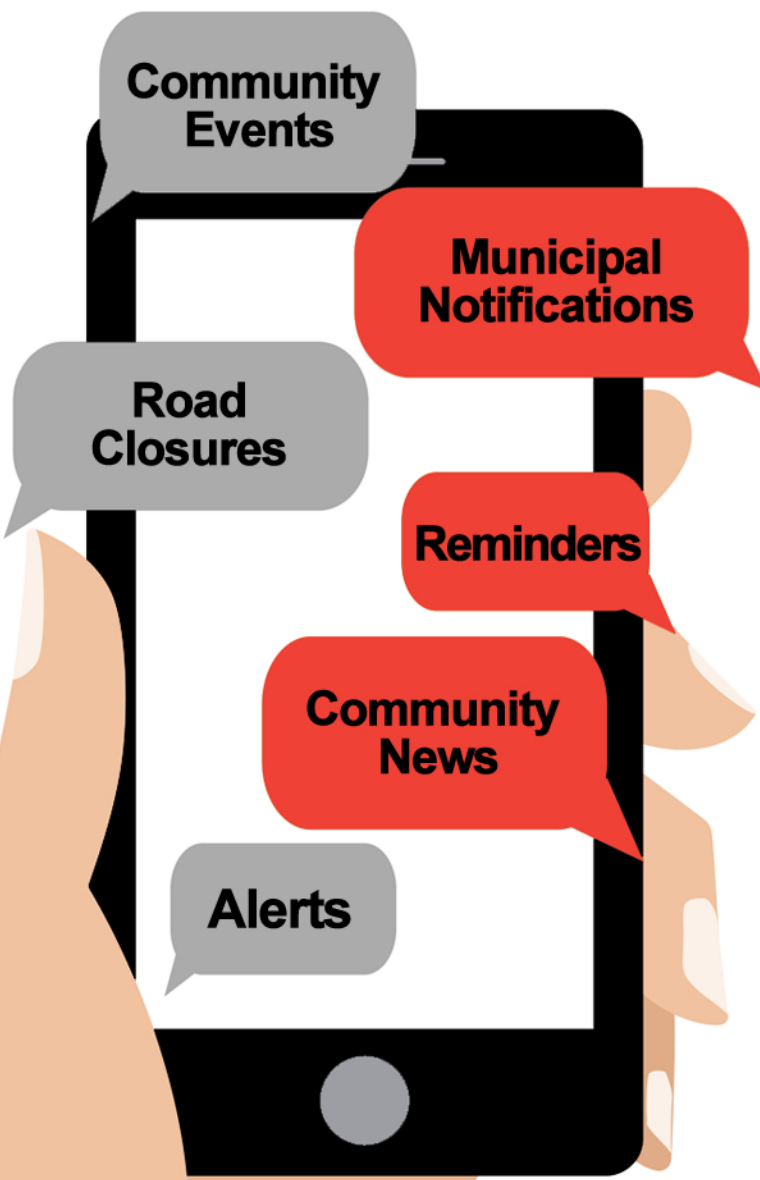 Community
Events
Municipal
Notifications
Road
Closures
Reminders
Community
News
Alerts